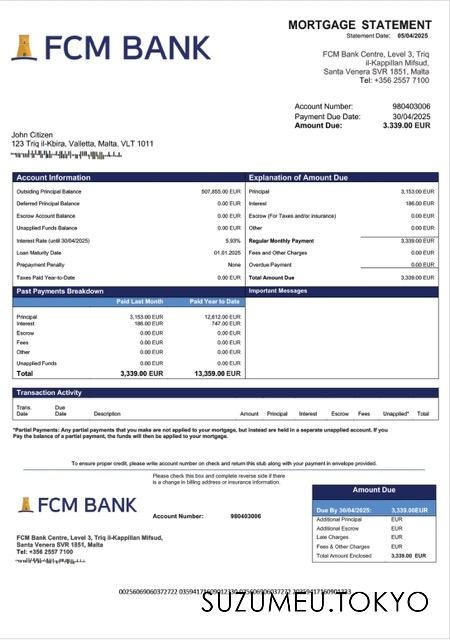 FCM BANK
MORTGAGE STATEMENT
Statement Date: 05/04/2025
FCM Bank Centre, Level 3, Triq
il-Kappillan Mifsud,
Santa Venera SVR 1851, Malta
Tel: +356 2557 7100
Account Number: 980403006
Payment Due Date: 30/04/2025
Amount Due: 3.339.00 EUR
John Citizen
123 Triq il-Kbira, Valletta, Malta, VLT 1011
Account Information
Outsiding Principal Balance 507,855.00 EUR
Deferred Principal Balance 0.00 EUR
Escrow Account Balance 0.00 EUR
Unapplied Funds Balance 0.00 EUR
Interest Rate (until 30/04/2025) 5.93%
Loan Maturity Date 01.01.2025
Prepayment Penalty None
Taxes Paid Year-to-Date 0.00 EUR
Explanation of Amount Due
Principal 3,153.00 EUR
Interest 186.00 EUR
Escrow (For Taxes and/or insurance) 0.00 EUR
Other 0.00 EUR
Regular Monthly Payment 3,339.00 EUR
Fees and Other Charges 0.00 EUR
Overdue Payment 0.00 EUR
Total Amount Due 3,339.00 EUR
Past Payments Breakdown
Paid Last Month Paid Year to Date
Principal 3,153.00 EUR 12,612.00 EUR
Interest 186.00 EUR 747.00 EUR
Escrow 0.00 EUR 0.00 EUR
Fees 0.00 EUR 0.00 EUR
Other 0.00 EUR 0.00 EUR
Unapplied Funds 0.00 EUR 0.00 EUR
Total 3,339.00 EUR 13,359.00 EUR
Important Messages
Transaction Activity
Trans. Date Due Date Description Amount Principal Interest Escrow Fees Unapplied* Total
*Partial Payments: Any partial payments that you make are not applied to your mortgage, but instead are held in a separate unapplied account. If you
Pay the balance of a partial payment, the funds will then be applied to your mortgage.
To ensure proper credit, please write account number on check and return this stub along with your payment in envelope provided.
Please check this box and complete reverse side if there
is a change in billing address or insurance information.
FCM BANK
Account Number: 980403006
FCM Bank Centre, Level 3, Triq il-Kappillan Mifsud,
Santa Venera SVR 1851, Malta
Tel: +356 2557 7100
Amount Due
Due By 30/04/2025: 3,339.00EUR
Additional Principal EUR
Additional Escrow EUR
Late Charges EUR
Fees & Other Charges EUR
Total Amount Enclosed 3,339.00 EUR
SUZUMEU.TOKYO